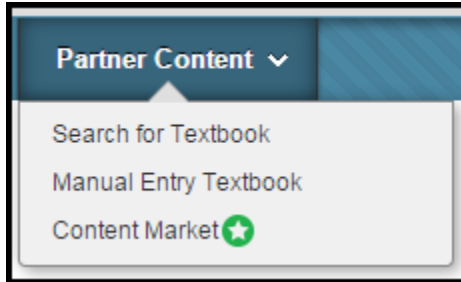 Partner Content
Search for Textbook
Manual Entry Textbook
Content Market